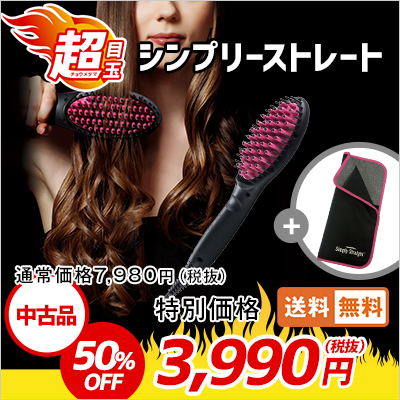 超目玉
チョウメダマ
シンプリーストレート
+
Simply Straight
通常価格7,980円(税抜)
中古品
特別価格
送料 無料
50%
OFF
3,990円
(税抜)